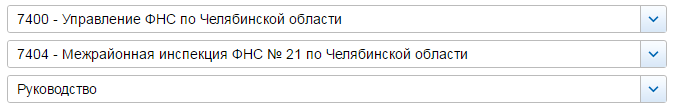 7400 - Управление ФНС по Челябинской области
7404 - Межрайонная инспекция ФНС № 21 по Челябинской области
Руководство